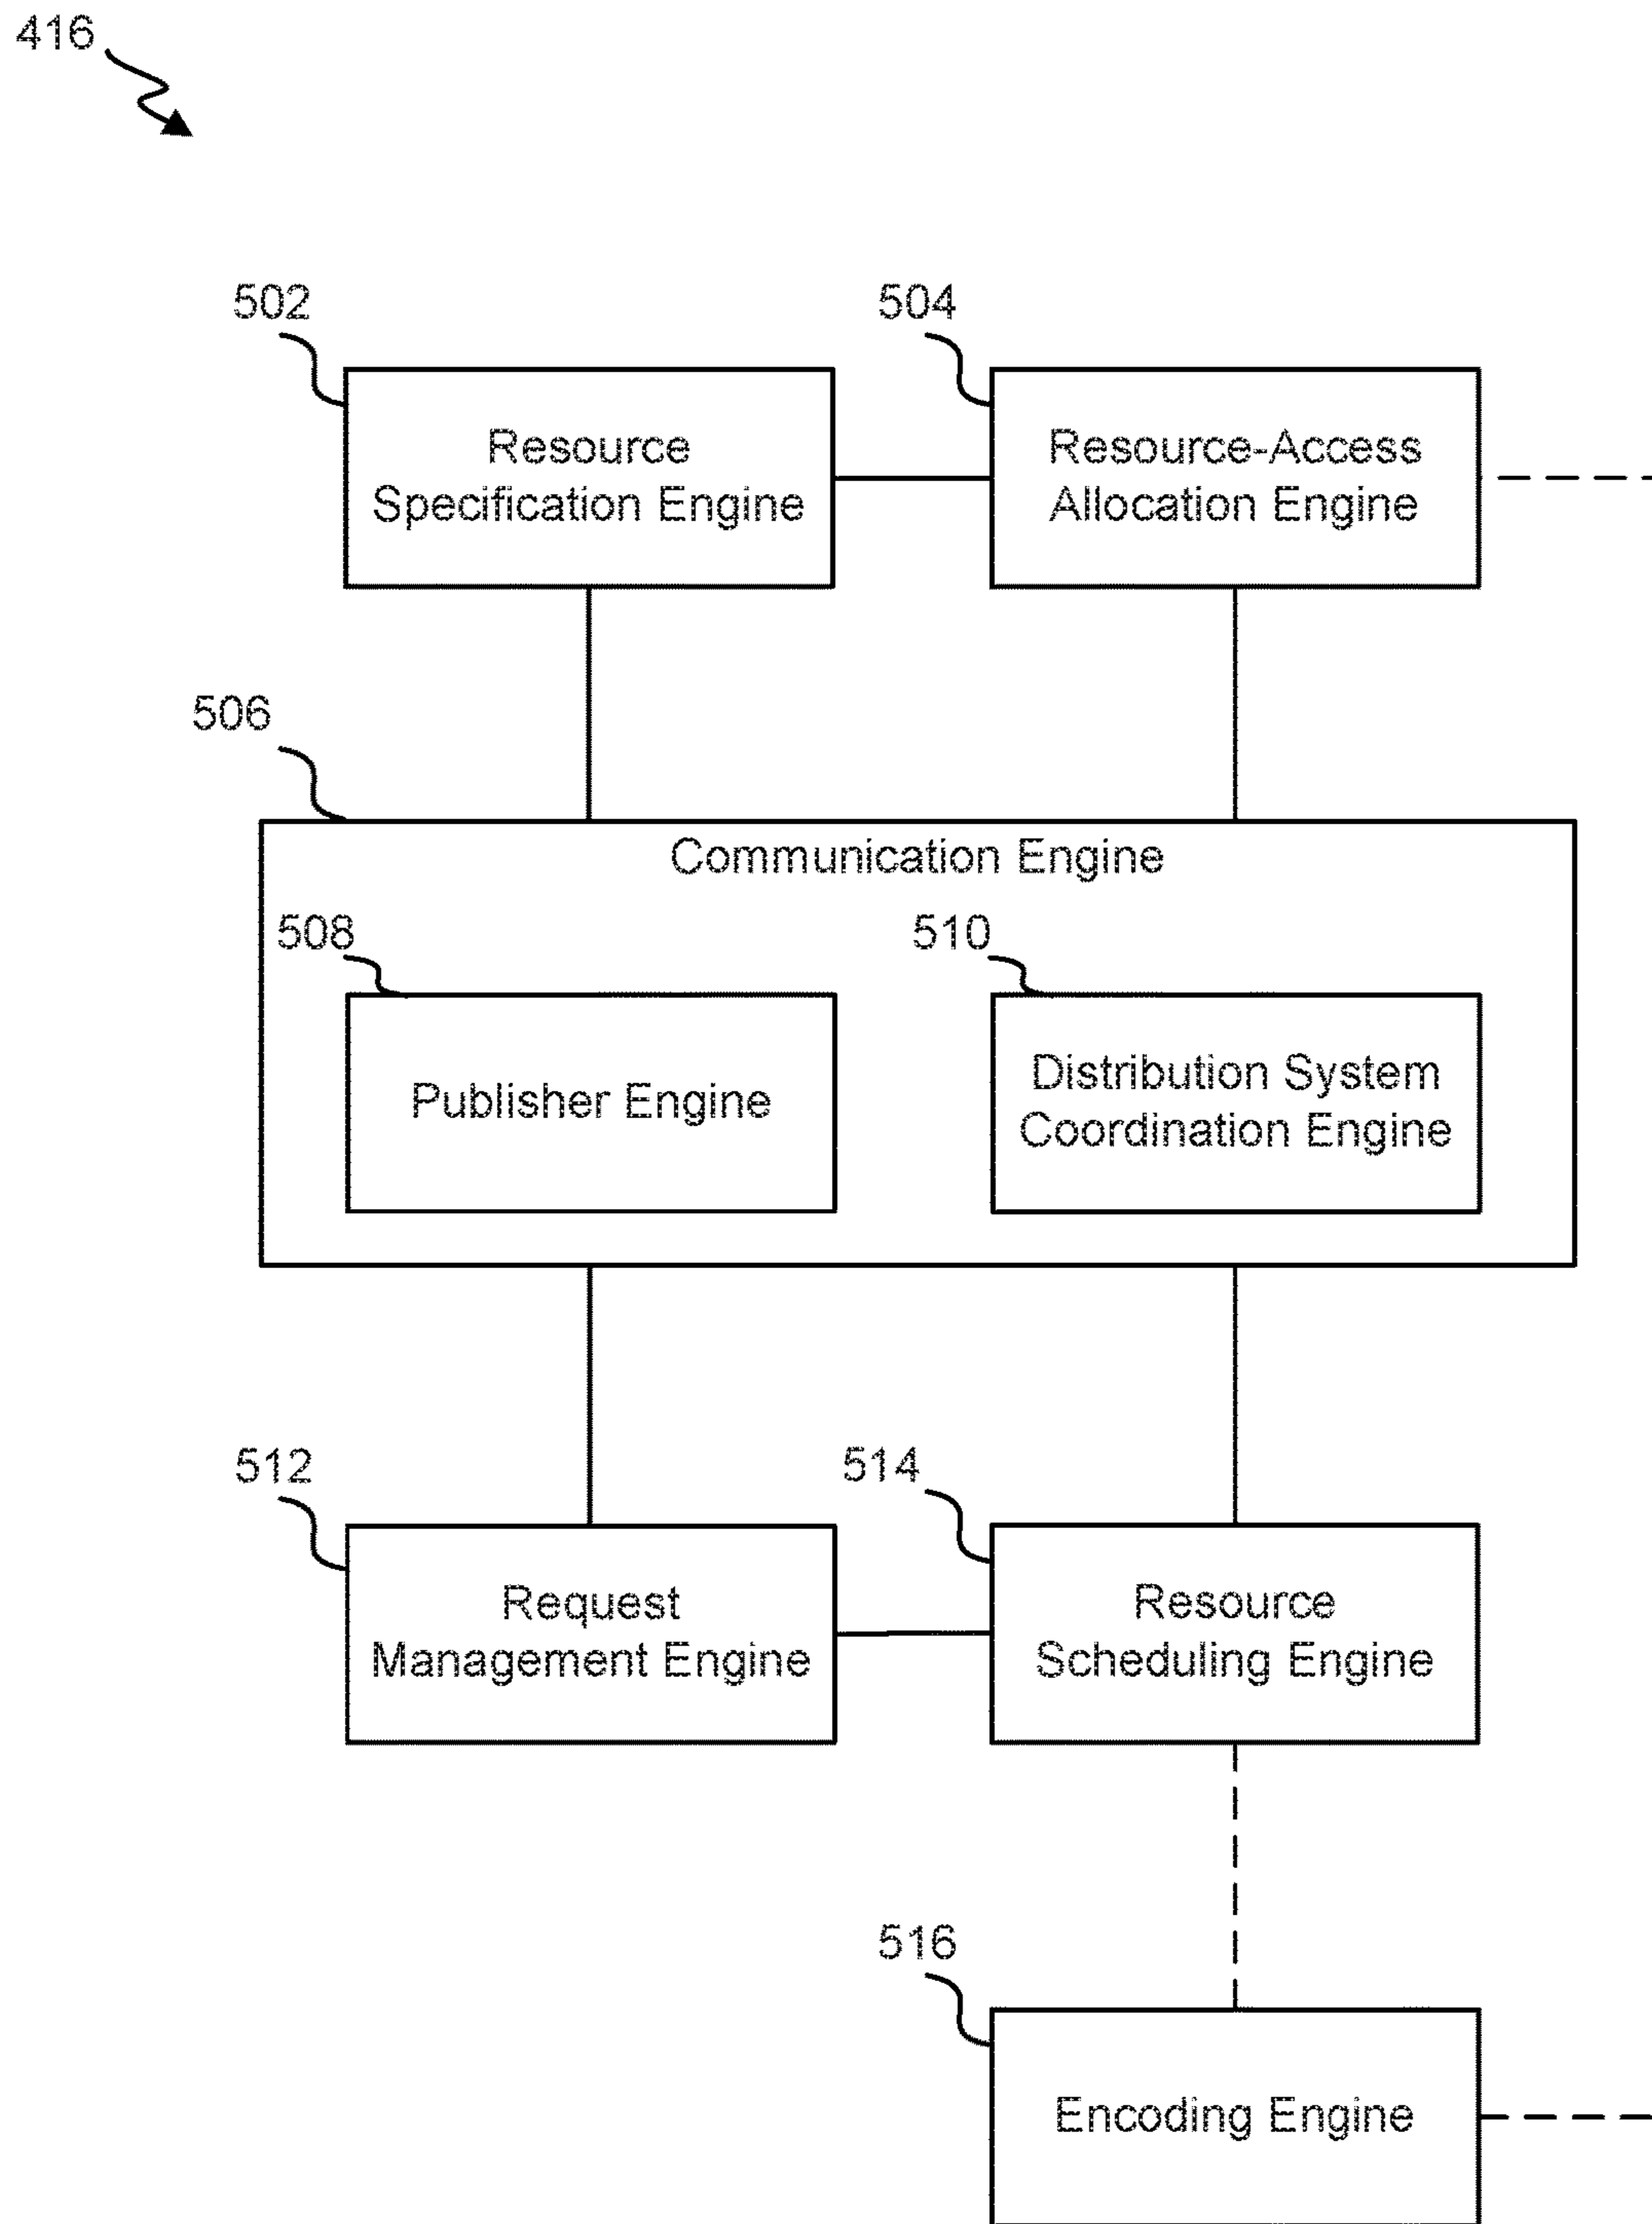 416
502
504
Resource
Specification Engine
Resource-Access
Allocation Engine
506
Communication Engine
508
510
Publisher Engine
Distribution System
Coordination Engine
512
514
Request
Management Engine
Resource
Scheduling Engine
516
Encoding Engine